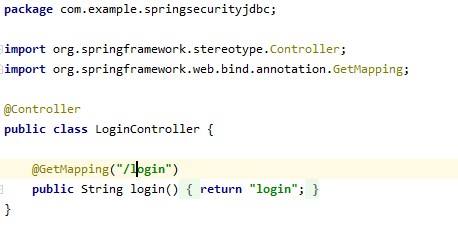 package com.example.springsecurityjdbc;
import org.springframework.stereotype.Controller;
import org.springframework.web.bind.annotation.GetMapping;
@Controller
public class LoginController {
@GetMapping("/login")
public String login() { return "login"; }
}